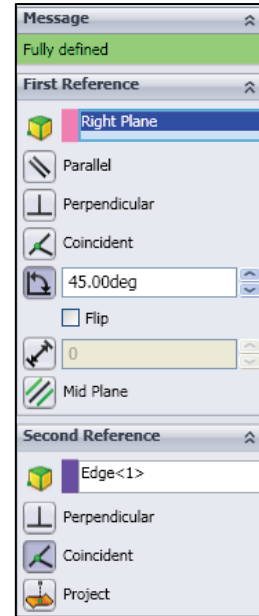 Message
Fully defined
First Reference
Right Plane
Parallel
Perpendicular
Coincident
45.00deg
Flip
0
Mid Plane
Second Reference
Edge<1>
Perpendicular
Coincident
Project